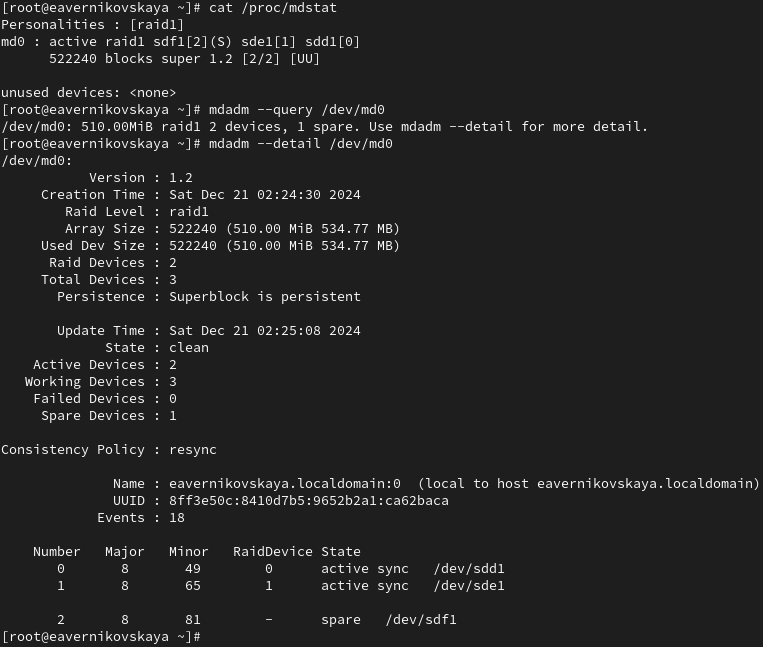 [root@eavernikovskaya ~]# cat /proc/mdstat
Personalities : [raid1]
md0 : active raid1 sdf1[2](S) sde1[1] sdd1[0]
      522240 blocks super 1.2 [2/2] [UU]

unused devices: <none>
[root@eavernikovskaya ~]# mdadm --query /dev/md0
/dev/md0: 510.00MiB raid1 2 devices, 1 spare. Use mdadm --detail for more detail.
[root@eavernikovskaya ~]# mdadm --detail /dev/md0
/dev/md0:
           Version : 1.2
     Creation Time : Sat Dec 21 02:24:30 2024
        Raid Level : raid1
        Array Size : 522240 (510.00 MiB 534.77 MB)
     Used Dev Size : 522240 (510.00 MiB 534.77 MB)
      Raid Devices : 2
     Total Devices : 3
       Persistence : Superblock is persistent

       Update Time : Sat Dec 21 02:25:08 2024
             State : clean
    Active Devices : 2
   Working Devices : 3
    Failed Devices : 0
     Spare Devices : 1

Consistency Policy : resync

              Name : eavernikovskaya.localdomain:0  (local to host eavernikovskaya.localdomain)
              UUID : 8ff3e50c:8410d7b5:9652b2a1:ca62baca
            Events : 18

    Number   Major   Minor   RaidDevice State
       0       8       49        0      active sync   /dev/sdd1
       1       8       65        1      active sync   /dev/sde1

       2       8       81        -      spare   /dev/sdf1
[root@eavernikovskaya ~]#